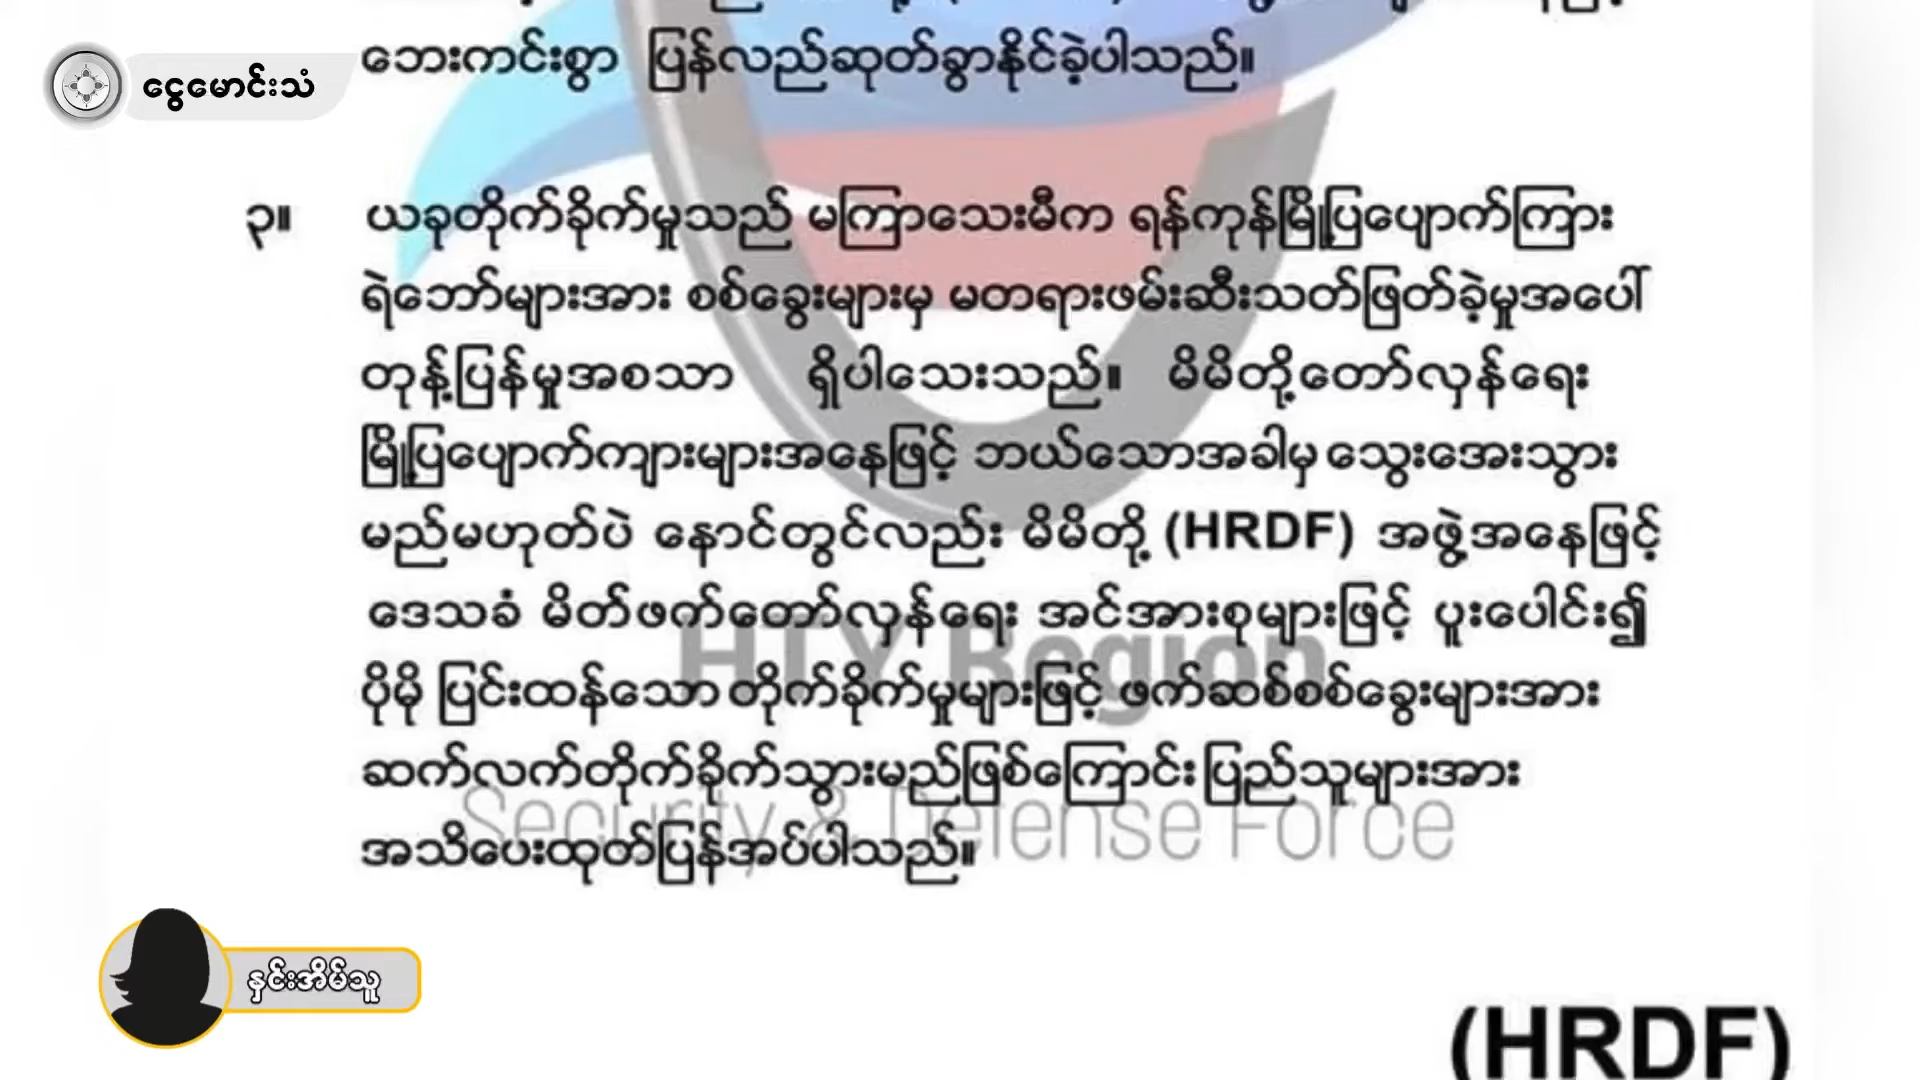 ဘေးကင်းစွာ ပြန်လည်ဆုတ်ခွာနိုင်ခဲ့ပါသည်။
ငွေမောင်းသံ
၃။ ယခုတိုက်ခိုက်မှုသည် မကြာသေးမီက ရန်ကုန်မြို့ပြပျောက်ကြား
ရဲဘော်များအား စစ်ခွေးများမှ မတရားဖမ်းဆီးသတ်ဖြတ်ခဲ့မှုအပေါ်
တုန့်ပြန်မှုအစသာ ရှိပါသေးသည်။ မိမိတို့တော်လှန်ရေး
မြို့ပြပျောက်ကျားများအနေဖြင့် ဘယ်သောအခါမှ သွေးအေးသွား
မည်မဟုတ်ပဲ နောင်တွင်လည်း မိမိတို့ (HRDF) အဖွဲ့အနေဖြင့်
ဒေသခံ မိတ်ဖက်တော်လှန်ရေး အင်အားစုများဖြင့် ပူးပေါင်း၍
ပိုမို ပြင်းထန်သော တိုက်ခိုက်မှုများဖြင့် ဖက်ဆစ်စစ်ခွေးများအား
ဆက်လက်တိုက်ခိုက်သွားမည်ဖြစ်ကြောင်း ပြည်သူများအား
အသိပေးထုတ်ပြန်အပ်ပါသည်။
HTY Region
Security & Defense Force
နှင်းအိမ်သူ
(HRDF)